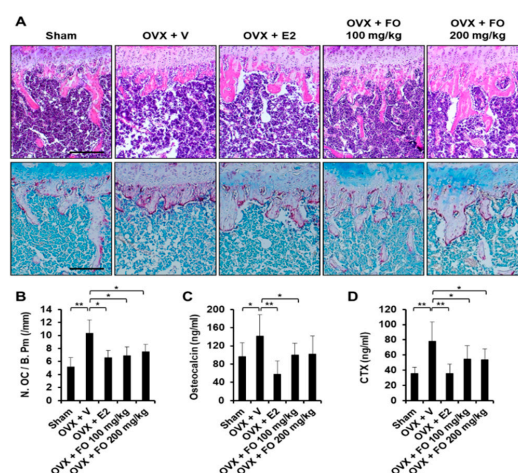 A
Sham
OVX + V
OVX + E2
OVX + FO
100 mg/kg
OVX + FO
200 mg/kg
B
N. OC / B. Pm (/mm)
12
10
8
6
4
2
0
**
*
*
*
Sham
OVX + V
OVX + E2
OVX + FO 100 mg/kg
OVX + FO 200 mg/kg
C
Osteocalcin (ng/ml)
200
160
120
80
40
0
*
**
*
Sham
OVX + V
OVX + E2
OVX + FO 100 mg/kg
OVX + FO 200 mg/kg
D
CTX (ng/ml)
120
100
80
60
40
20
0
**
**
*
*
Sham
OVX + V
OVX + E2
OVX + FO 100 mg/kg
OVX + FO 200 mg/kg